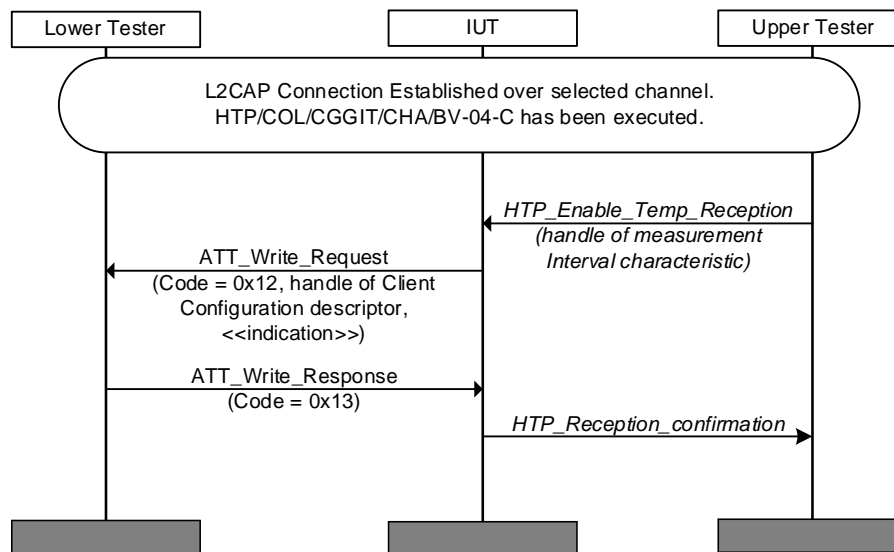 Lower Tester
IUT
Upper Tester
L2CAP Connection Established over selected channel.
HTP/COL/CGGIT/CHA/BV-04-C has been executed.
HTP_Enable_Temp_Reception
(handle of measurement
Interval characteristic)
ATT_Write_Request
(Code = 0x12, handle of Client
Configuration descriptor,
<<indication>>)
ATT_Write_Response
(Code = 0x13)
HTP_Reception_confirmation